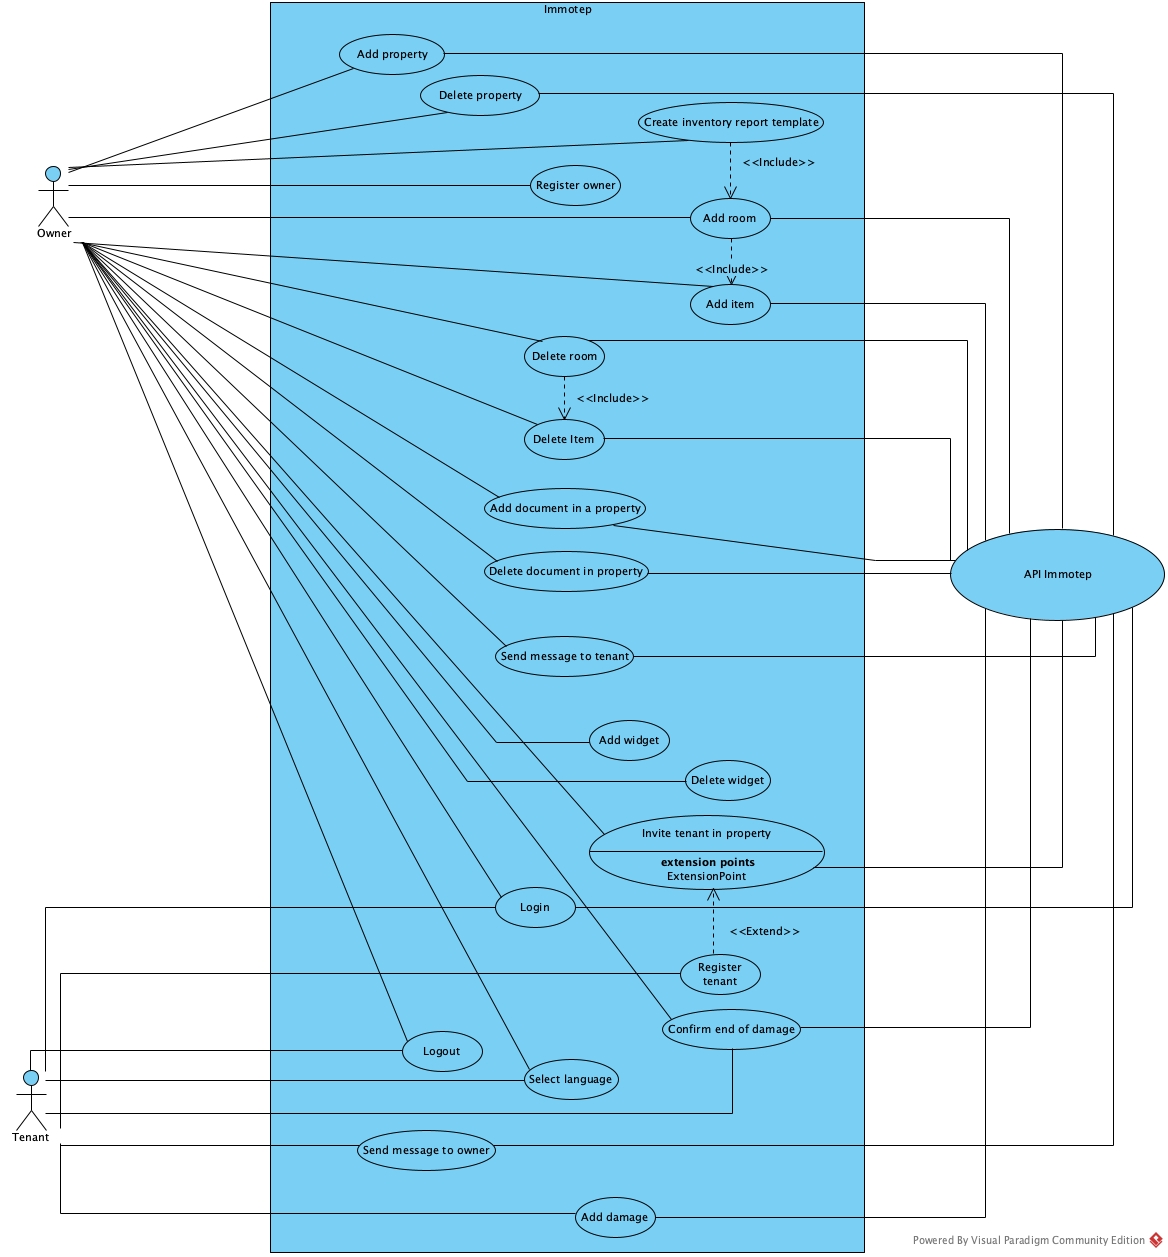 Immotep
Add property
Delete property
Create inventory report template
<<Include>>
Register owner
Add room
Owner
<<Include>>
Add item
Delete room
<<Include>>
Delete Item
Add document in a property
Delete document in property
API Immotep
Send message to tenant
Add widget
Delete widget
Invite tenant in property
extension points
ExtensionPoint
Login
<<Extend>>
Register
tenant
Confirm end of damage
Logout
Select language
Tenant
Send message to owner
Add damage
Powered By Visual Paradigm Community Edition